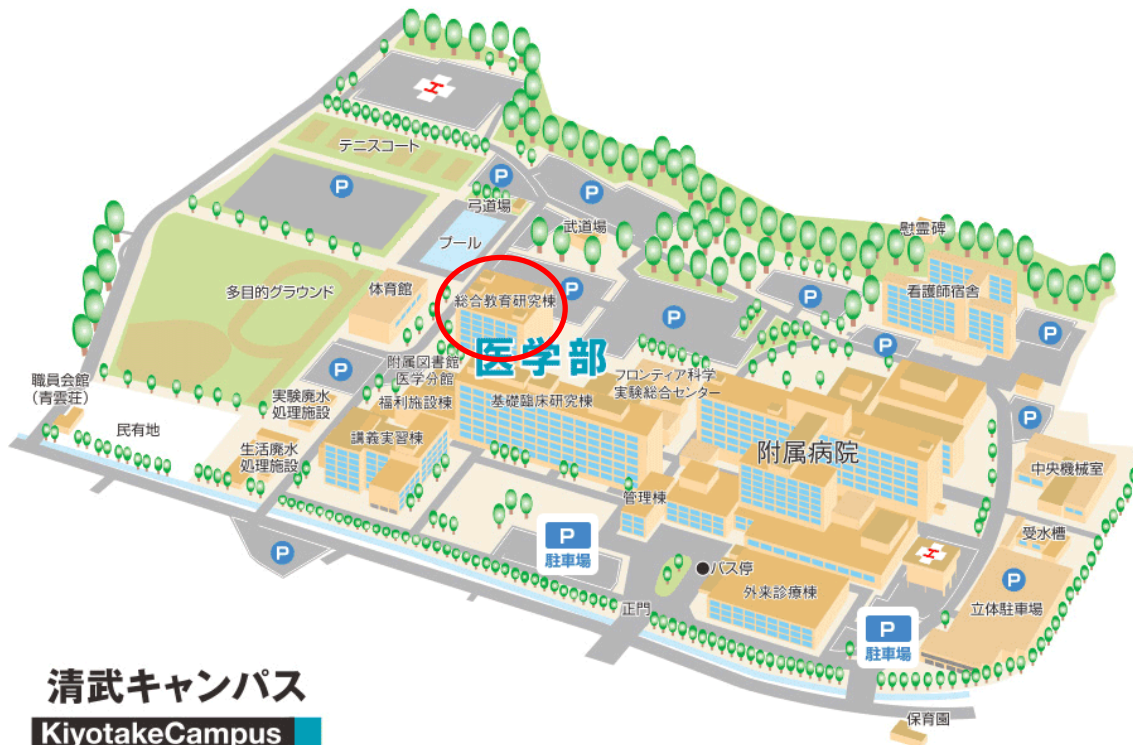 H
テニスコート
P
P
P
弓道場
武道場
慰霊碑
プール
多目的グラウンド
体育館
総合教育研究棟
P
P
P
看護師宿舎
P
P
医学部
職員会館
(青雲荘)
民有地
実験廃水
処理施設
P
附属図書館
医学分館
福利施設棟
基礎臨床研究棟
フロンティア科学
実験総合センター
生活廃水
処理施設
講義実習棟
附属病院
P
中央機械室
管理棟
P
P
駐車場
バス停
H
受水槽
外来診療棟
P
立体駐車場
正門
P
駐車場
保育園
清武キャンパス
KiyotakeCampus